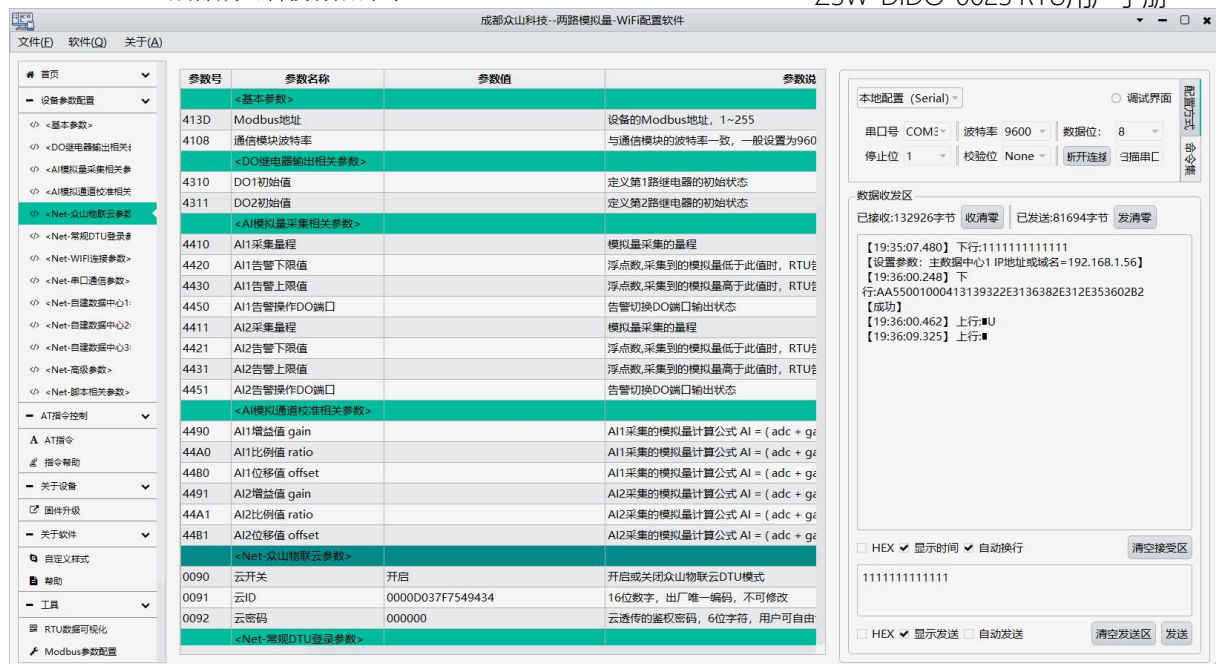 成都众山科技--两路模拟量-WiFi配置软件
文件(F) 软件(Q) 关于(A)
首页
设备参数配置
<基本参数>
<DO继电器输出相关
<AI模拟量采集相关参
<AI模拟通道校准相关
<Net-众山物联云参数
<Net-常规DTU登录参
<Net-WIFI连接参数>
<Net-串口通信参数>
<Net-自建数据中心1
<Net-自建数据中心2
<Net-自建数据中心3
<Net-高级参数>
<Net-脚本相关参数>
AT指令控制
AT指令
指令帮助
关于设备
固件升级
关于软件
自定义样式
帮助
工具
RTU数据可视化
Modbus参数配置
参数号 参数名称 参数值 参数说
<基本参数>
413D Modbus地址 设备的Modbus地址，1~255
4108 通信模块波特率 与通信模块的波特率一致，一般设置为960
<DO继电器输出相关参数>
4310 DO1初始值 定义第1路继电器的初始状态
4311 DO2初始值 定义第2路继电器的初始状态
<AI模拟量采集相关参数>
4410 AI1采集量程 模拟量采集的量程
4420 AI1告警下限值 浮点数,采集到的模拟量低于此值时，RTU
4430 AI1告警上限值 浮点数,采集到的模拟量高于此值时，RTU
4450 AI1告警操作DO端口 告警切换DO端口输出状态
4411 AI2采集量程 模拟量采集的量程
4421 AI2告警下限值 浮点数,采集到的模拟量低于此值时，RTU
4431 AI2告警上限值 浮点数,采集到的模拟量高于此值时，RTU
4451 AI2告警操作DO端口 告警切换DO端口输出状态
<AI模拟通道校准相关参数>
4490 AI1增益值 gain AI1采集的模拟量计算公式 AI = ( adc + ga
44A0 AI1比例值 ratio AI1采集的模拟量计算公式 AI = ( adc + ga
44B0 AI1位移值 offset AI1采集的模拟量计算公式 AI = ( adc + ga
4491 AI2增益值 gain AI2采集的模拟量计算公式 AI = ( adc + ga
44A1 AI2比例值 ratio AI2采集的模拟量计算公式 AI = ( adc + ga
44B1 AI2位移值 offset AI2采集的模拟量计算公式 AI = ( adc + ga
<Net-众山物联云参数>
0090 云开关 开启 开启或关闭众山物联云DTU模式
0091 云ID 0000D037F7549434 16位数字，出厂唯一编码，不可修改
0092 云密码 000000 云透传的鉴权密码，6位字符，用户可自由
<Net-常规DTU登录参数>
本地配置 (Serial) 调试界面
配置方式
命令集
串口号 COM3 波特率 9600 数据位: 8
停止位 1 校验位 None 断开连接 扫描串口
数据收发区
已接收:132926字节 收清零 已发送:81694字节 发清零
【19:35:07.480】下行:1111111111111
【设置参数：主数据中心1 IP地址或域名=192.168.1.56】
【19:36:00.248】下
行:AA55001000413139322E3136382E312E353602B2
【成功】
【19:36:00.462】上行:■U
【19:36:09.325】上行:■
HEX 显示时间 自动换行 清空接受区
1111111111111
HEX 显示发送 自动发送 清空发送区 发送